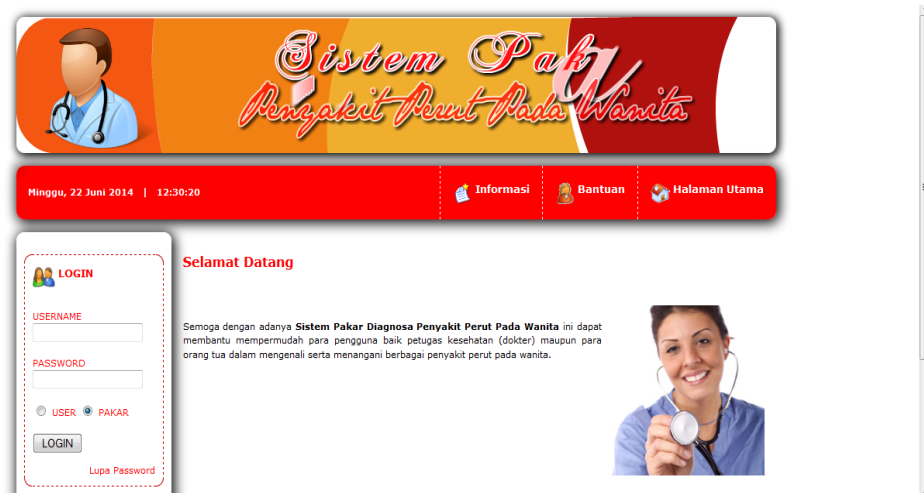 Sistem Pakar
Penyakit Perut Pada Wanita
Minggu, 22 Juni 2014 | 12:30:20
Informasi
Bantuan
Halaman Utama
LOGIN
USERNAME
PASSWORD
USER PAKAR
LOGIN
Lupa Password
Selamat Datang
Semoga dengan adanya Sistem Pakar Diagnosa Penyakit Perut Pada Wanita ini dapat
membantu mempermudah para pengguna baik petugas kesehatan (dokter) maupun para
orang tua dalam mengenali serta menangani berbagai penyakit perut pada wanita.